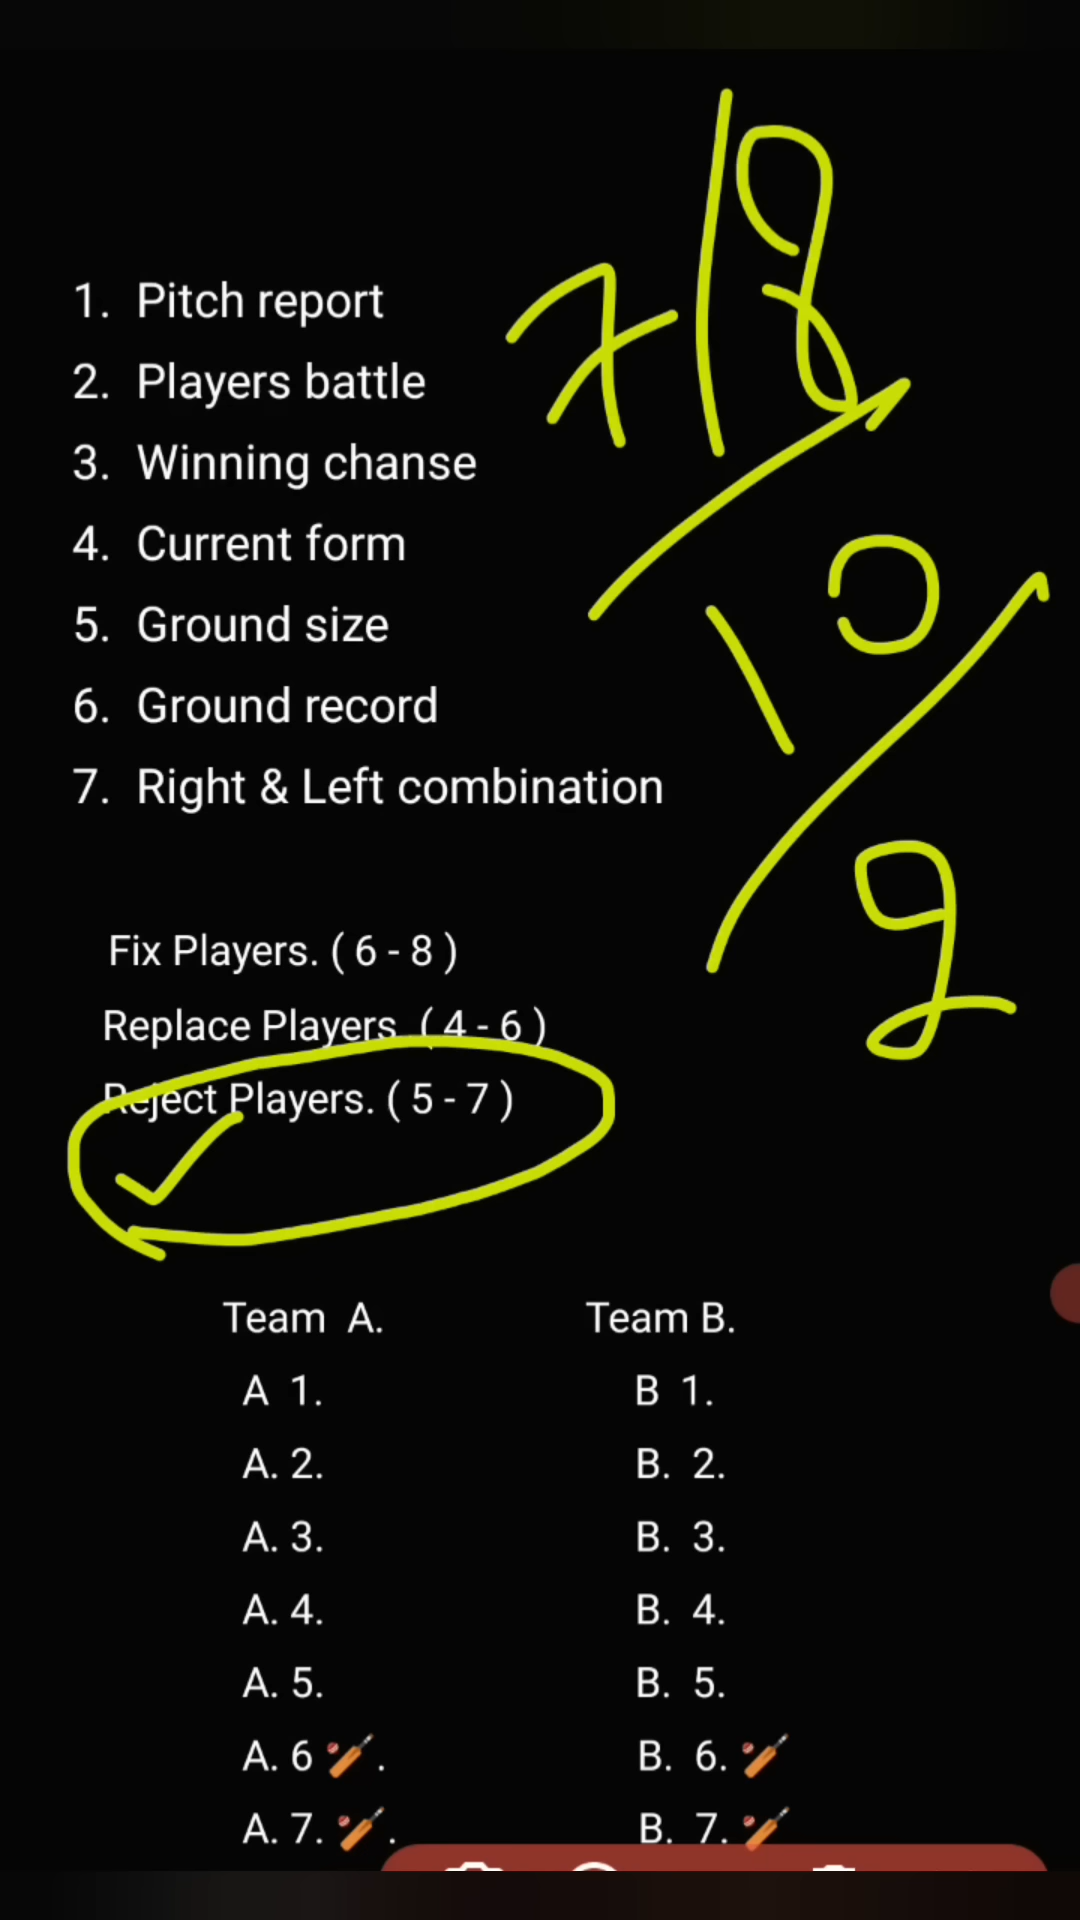 1. Pitch report
2. Players battle
3. Winning chanse
4. Current form
5. Ground size
6. Ground record
7. Right & Left combination
7/8
10
9
Fix Players. ( 6 - 8 )
Replace Players. ( 4 - 6 )
Reject Players. ( 5 - 7 )
Team A. Team B.
A 1. B 1.
A. 2. B. 2.
A. 3. B. 3.
A. 4. B. 4.
A. 5. B. 5.
A. 6 🏏. B. 6. 🏏
A. 7. 🏏. B. 7. 🏏